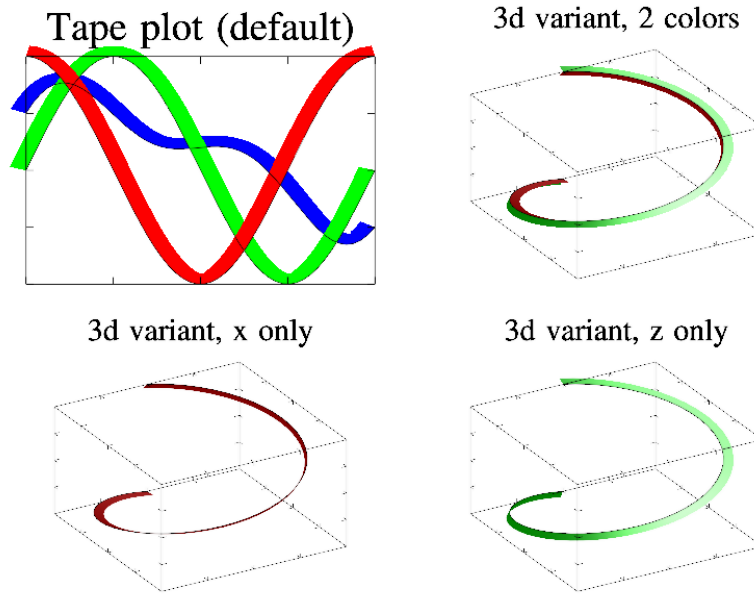 Tape plot (default)
3d variant, 2 colors
3d variant, x only
3d variant, z only